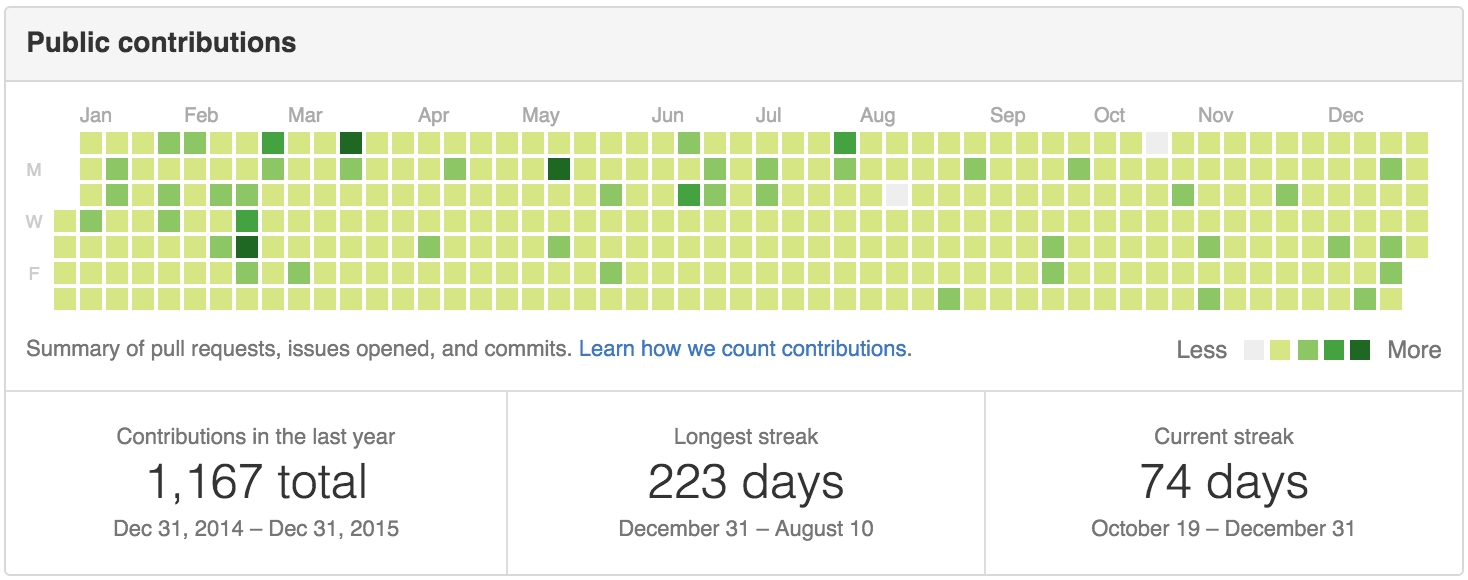 Public contributions
Jan Feb Mar Apr May Jun Jul Aug Sep Oct Nov Dec
M
W
F
Summary of pull requests, issues opened, and commits. Learn how we count contributions.
Less More
Contributions in the last year
1,167 total
Dec 31, 2014 – Dec 31, 2015
Longest streak
223 days
December 31 – August 10
Current streak
74 days
October 19 – December 31